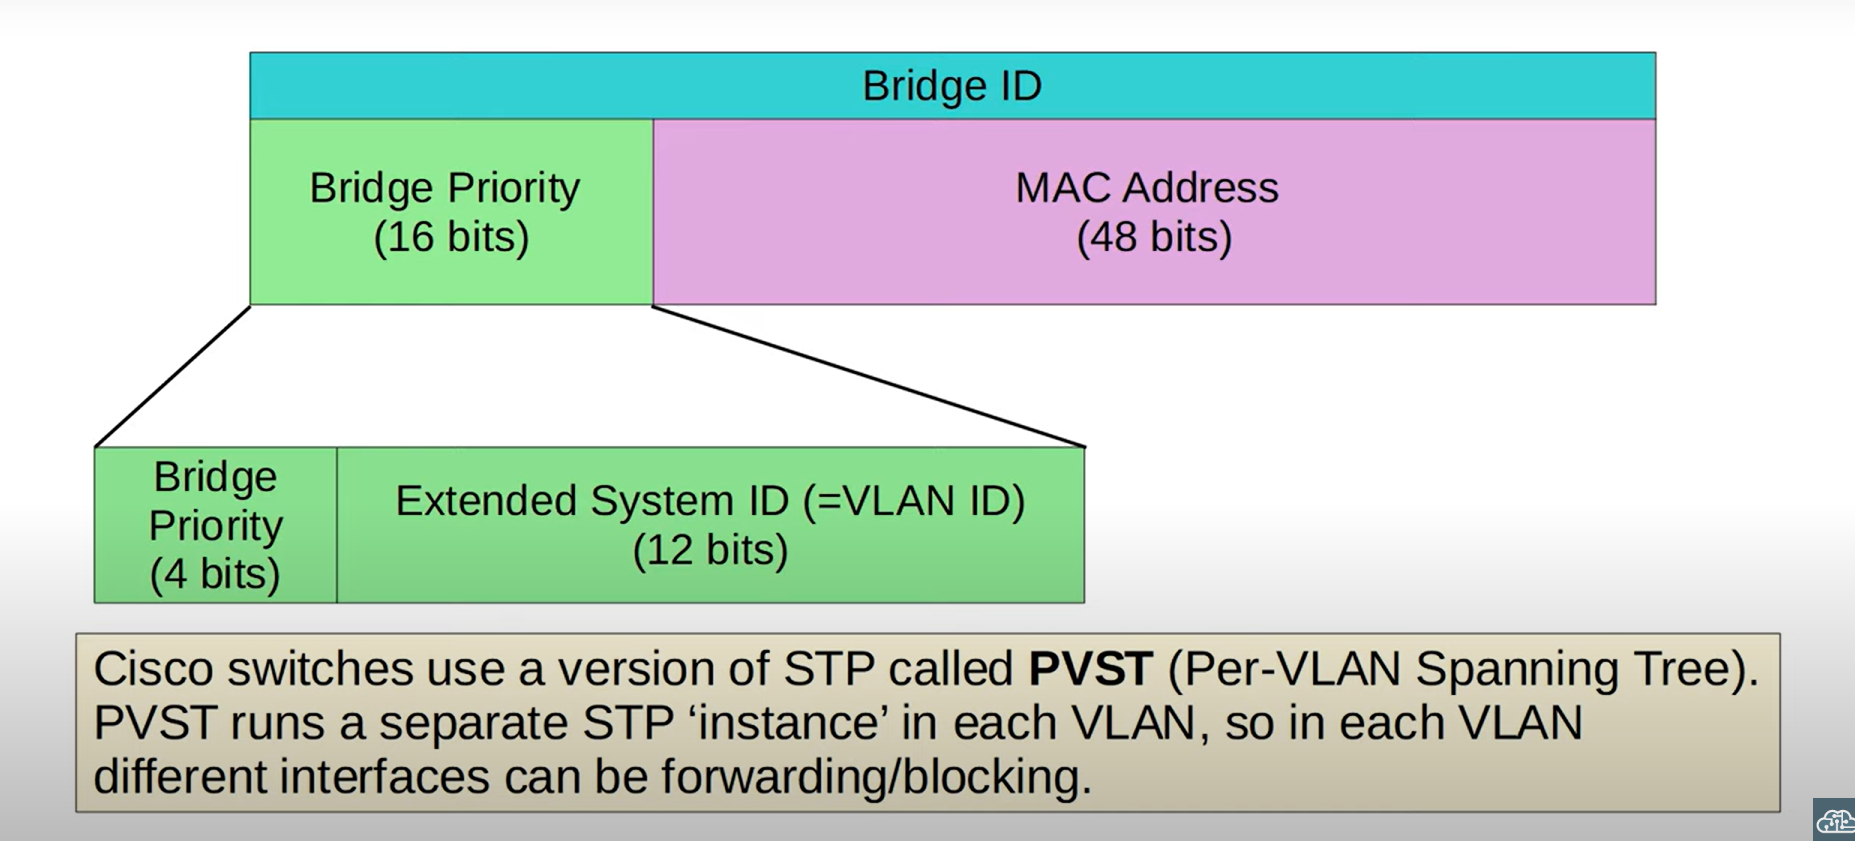 Bridge ID
Bridge Priority
(16 bits)
MAC Address
(48 bits)
Bridge
Priority
(4 bits)
Extended System ID (=VLAN ID)
(12 bits)
Cisco switches use a version of STP called PVST (Per-VLAN Spanning Tree).
PVST runs a separate STP ‘instance’ in each VLAN, so in each VLAN
different interfaces can be forwarding/blocking.